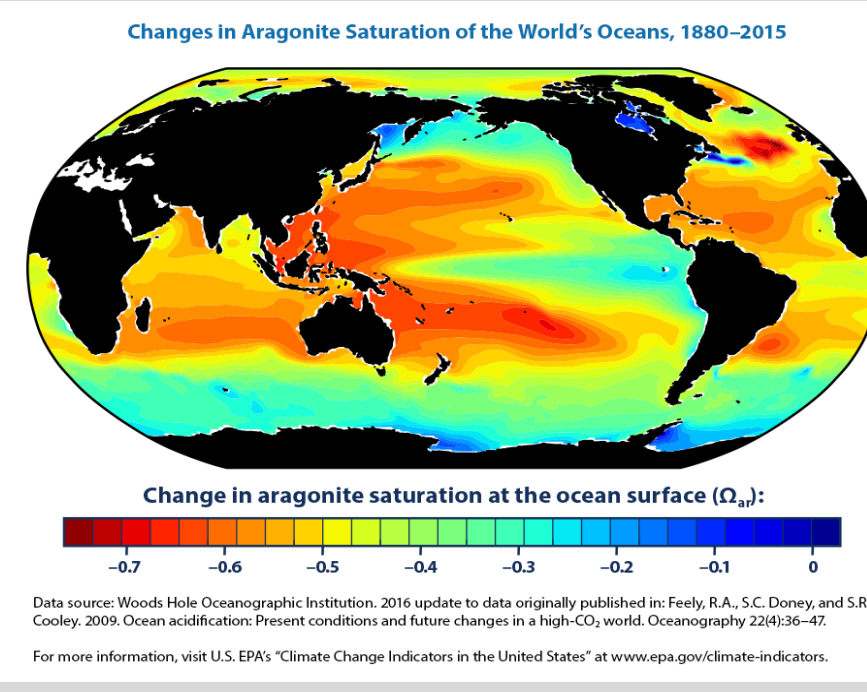 Changes in Aragonite Saturation of the World’s Oceans, 1880–2015
Change in aragonite saturation at the ocean surface (Ωar):
–0.7 –0.6 –0.5 –0.4 –0.3 –0.2 –0.1 0
Data source: Woods Hole Oceanographic Institution. 2016 update to data originally published in: Feely, R.A., S.C. Doney, and S.R
Cooley. 2009. Ocean acidification: Present conditions and future changes in a high-CO₂ world. Oceanography 22(4):36–47.
For more information, visit U.S. EPA’s “Climate Change Indicators in the United States” at www.epa.gov/climate-indicators.